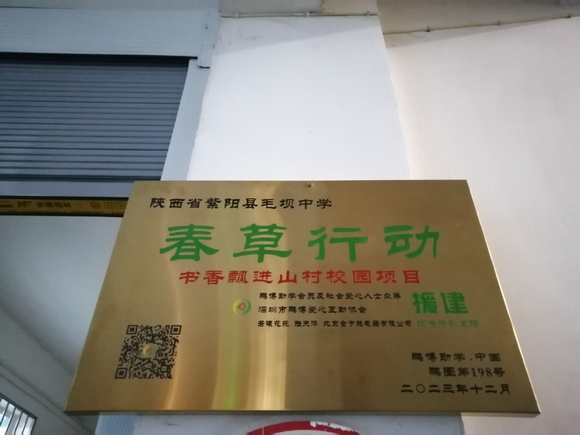 陕西省紫阳县毛坝中学
春草行动
书香飘进山村校园项目
鹏博助学会员及社会爱心人士众筹
深圳市鹏博爱心互助协会
援建
鹏博助学·中国
鹏图第198号
二〇二三年十二月